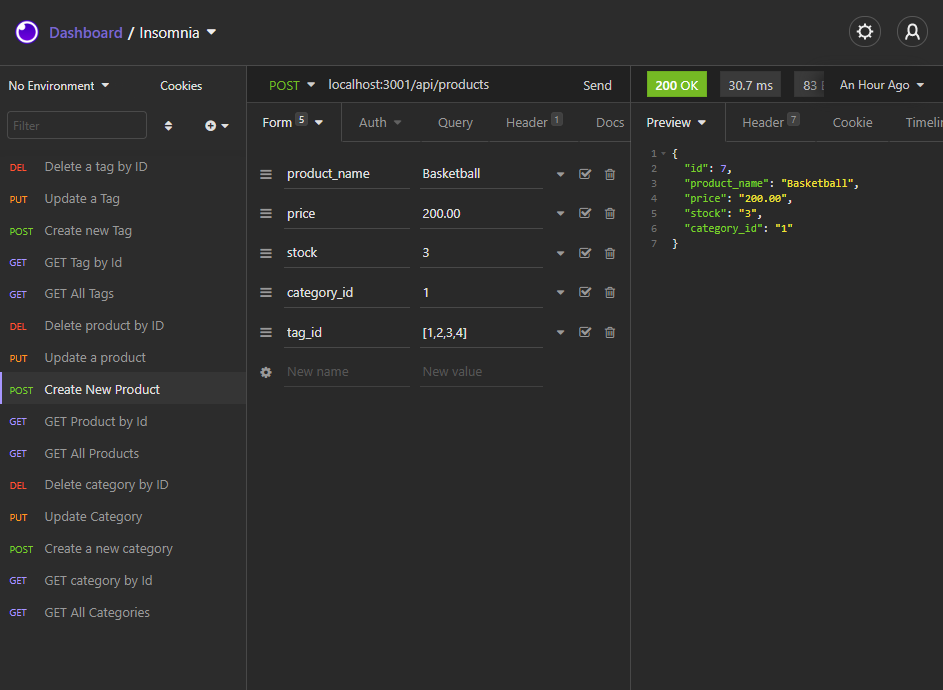 Dashboard / Insomnia
No Environment
Cookies
Filter
DEL Delete a tag by ID
PUT Update a Tag
POST Create new Tag
GET GET Tag by Id
GET GET All Tags
DEL Delete product by ID
PUT Update a product
POST Create New Product
GET GET Product by Id
GET GET All Products
DEL Delete category by ID
PUT Update Category
POST Create a new category
GET GET category by Id
GET GET All Categories
POST localhost:3001/api/products Send
Form 5 Auth Query Header 1 Docs
product_name Basketball
price 200.00
stock 3
category_id 1
tag_id [1,2,3,4]
New name New value
200 OK 30.7 ms 83 An Hour Ago
Preview Header 7 Cookie Timelin
1 {
2 "id": 7,
3 "product_name": "Basketball",
4 "price": "200.00",
5 "stock": "3",
6 "category_id": "1"
7 }